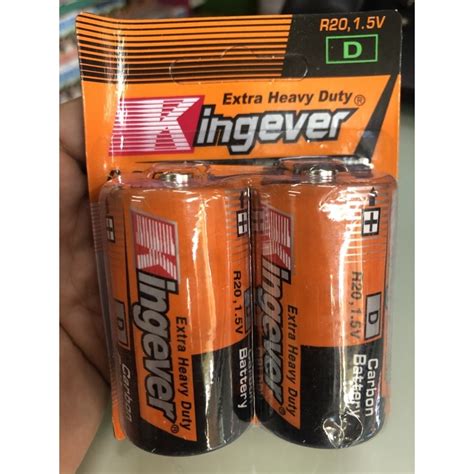 R20,1.5V
D
Extra Heavy Duty
Kingever®
Kingever®
Extra Heavy Duty
R20,1.5V
D
Carbon
Battery
Kingever®
Extra Heavy Duty
R20,1.5V
D
Carbon
Battery